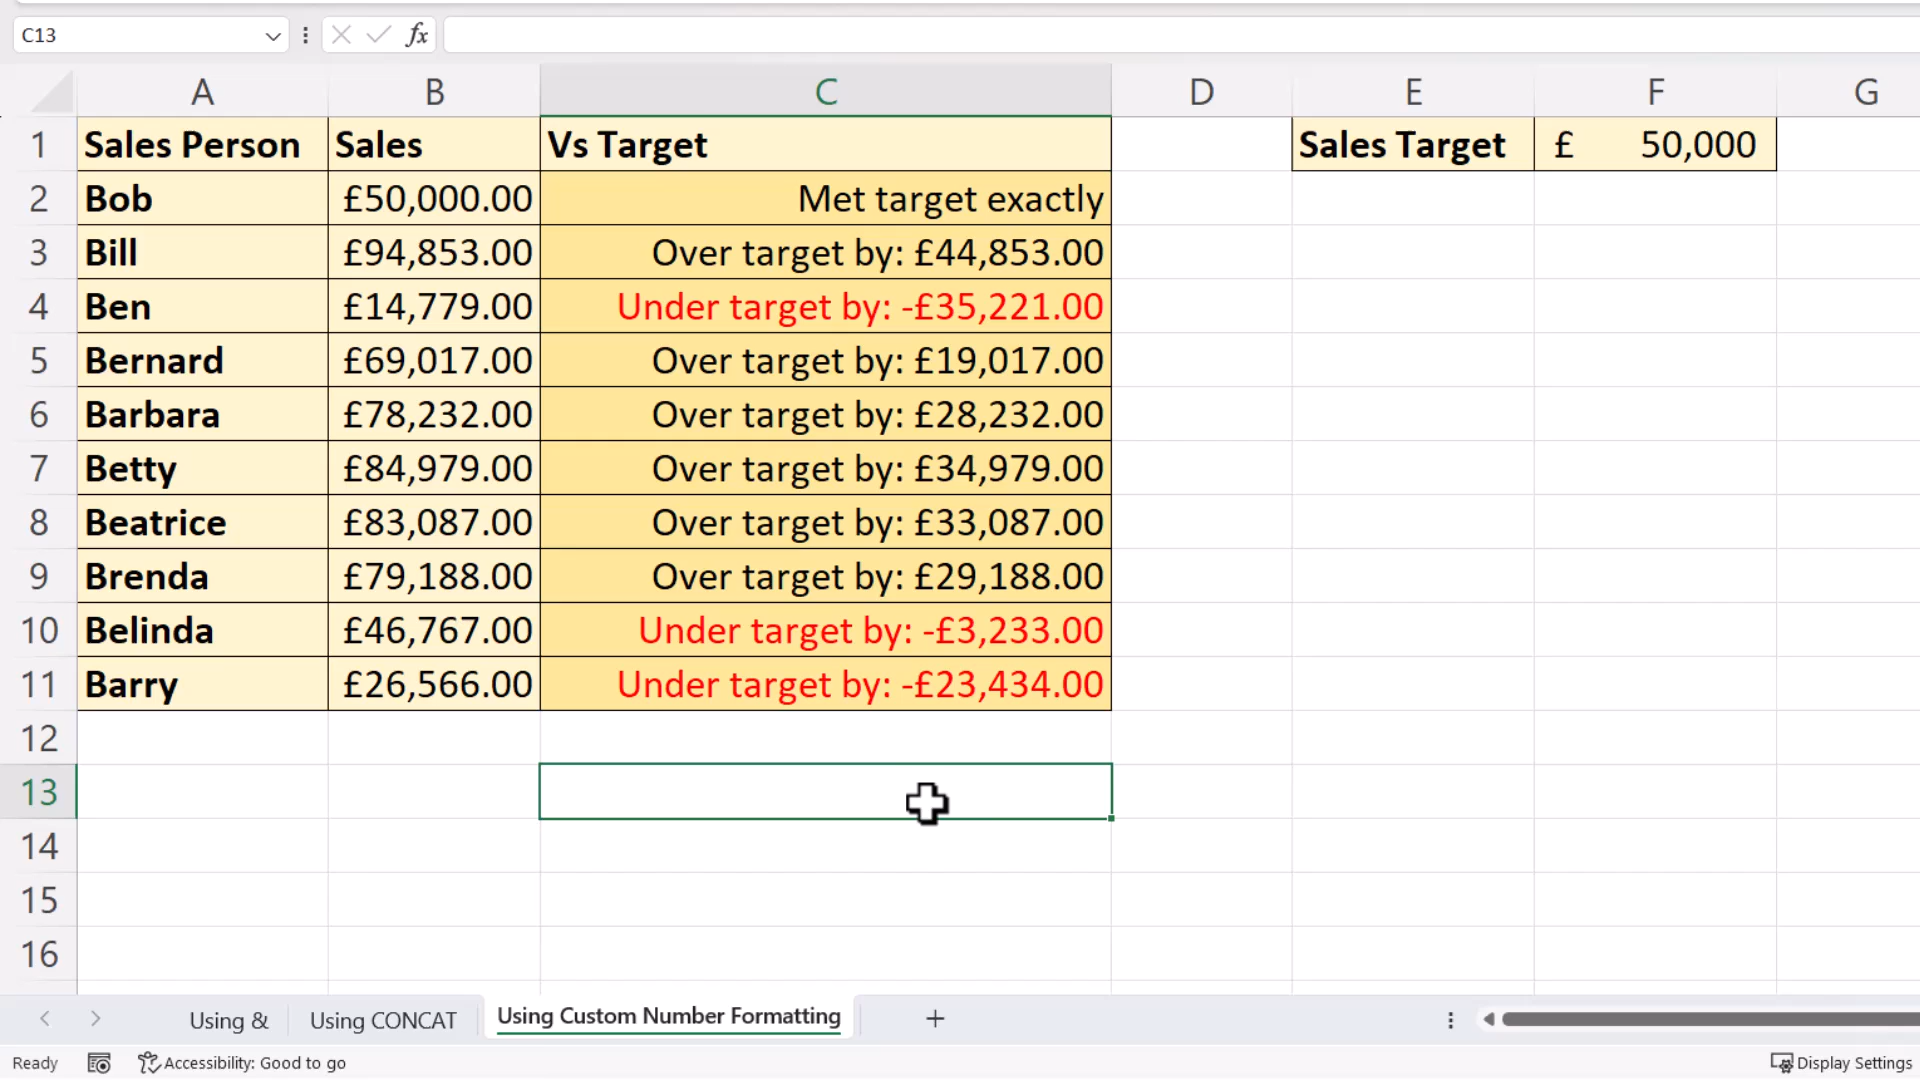 C13
fx
A B C D E F G
1 Sales Person Sales Vs Target Sales Target £ 50,000
2 Bob £50,000.00 Met target exactly
3 Bill £94,853.00 Over target by: £44,853.00
4 Ben £14,779.00 Under target by: -£35,221.00
5 Bernard £69,017.00 Over target by: £19,017.00
6 Barbara £78,232.00 Over target by: £28,232.00
7 Betty £84,979.00 Over target by: £34,979.00
8 Beatrice £83,087.00 Over target by: £33,087.00
9 Brenda £79,188.00 Over target by: £29,188.00
10 Belinda £46,767.00 Under target by: -£3,233.00
11 Barry £26,566.00 Under target by: -£23,434.00
12
13
14
15
16
Using & Using CONCAT Using Custom Number Formatting +
Ready Accessibility: Good to go Display Settings